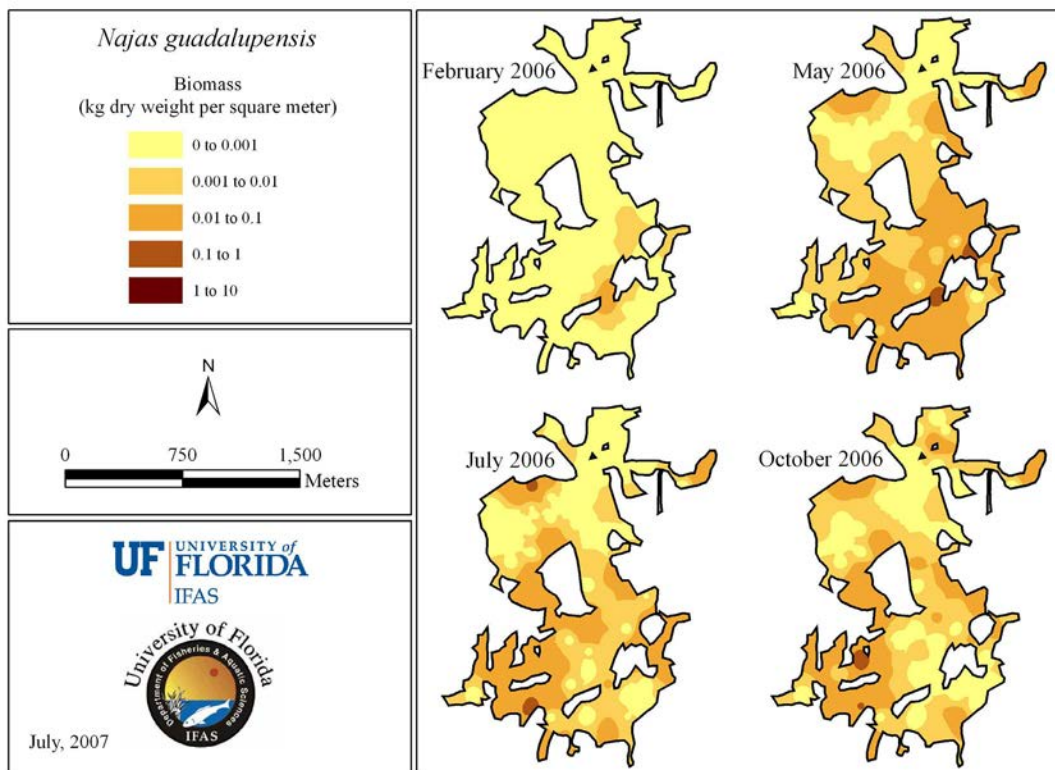 Najas guadalupensis
Biomass
(kg dry weight per square meter)
0 to 0.001
0.001 to 0.01
0.01 to 0.1
0.1 to 1
1 to 10
N
0 750 1,500
Meters
UF UNIVERSITY of
FLORIDA
IFAS
University of Florida
Department of Fisheries & Aquatic Sciences
IFAS
July, 2007
February 2006
May 2006
July 2006
October 2006